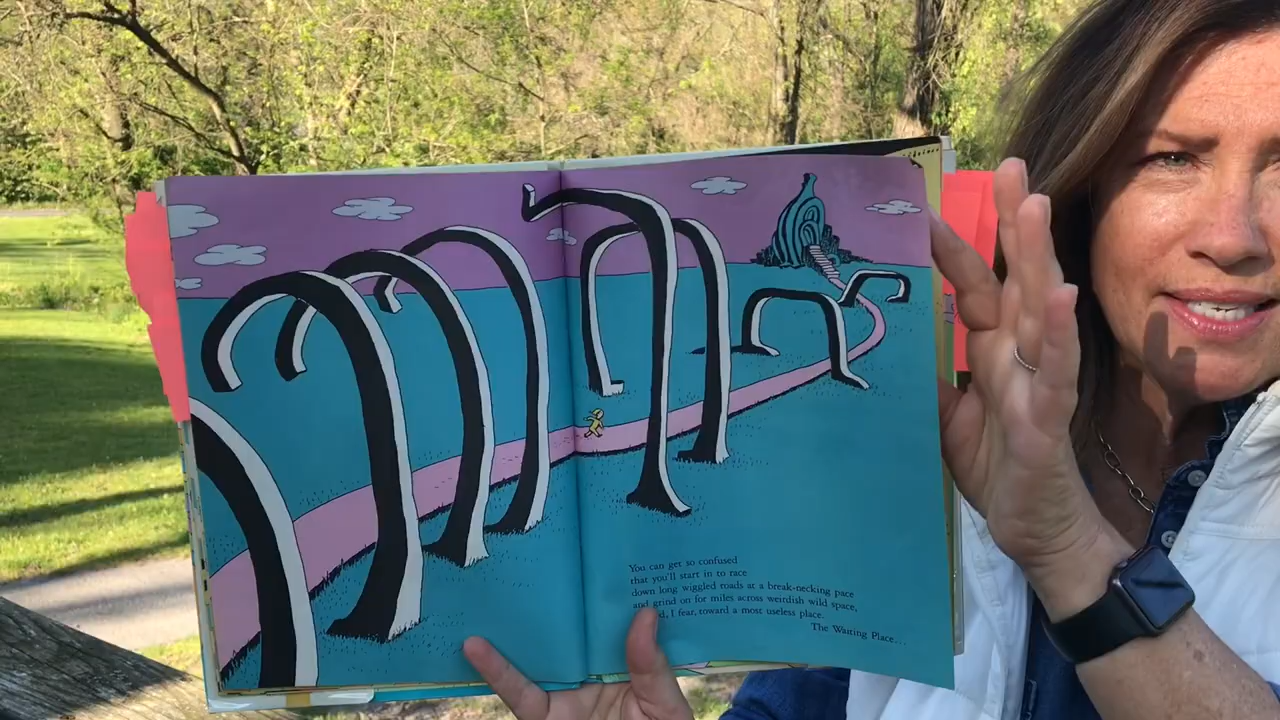 You can get so confused
that you'll start in to race
down long wiggled roads at a break-necking pace
and grind on for miles across weirdish wild space,
I fear, toward a most useless place.
The Waiting Place...